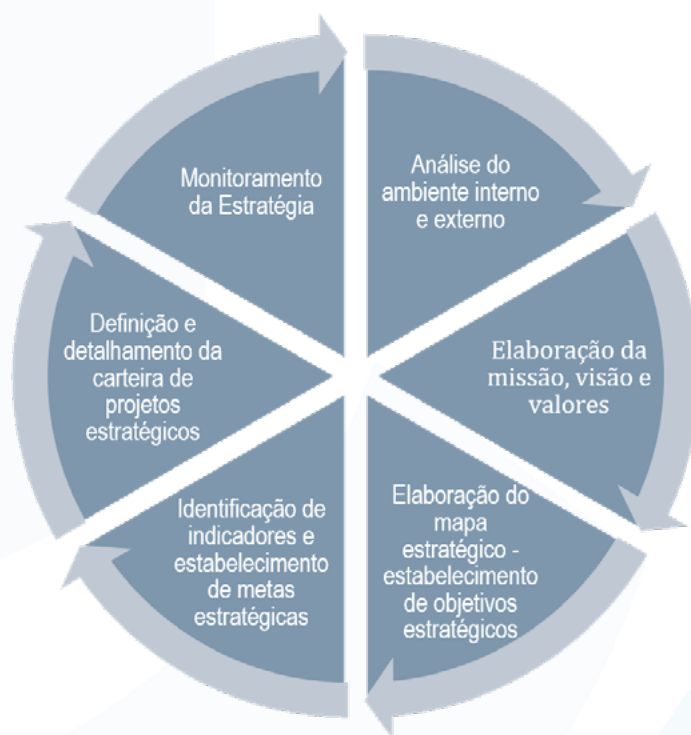 Análise do
ambiente interno
e externo
Elaboração da
missão, visão e
valores
Elaboração do
mapa
estratégico -
estabelecimento
de objetivos
estratégicos
Identificação de
indicadores e
estabelecimento
de metas
estratégicas
Definição e
detalhamento da
carteira de
projetos
estratégicos
Monitoramento
da Estratégia